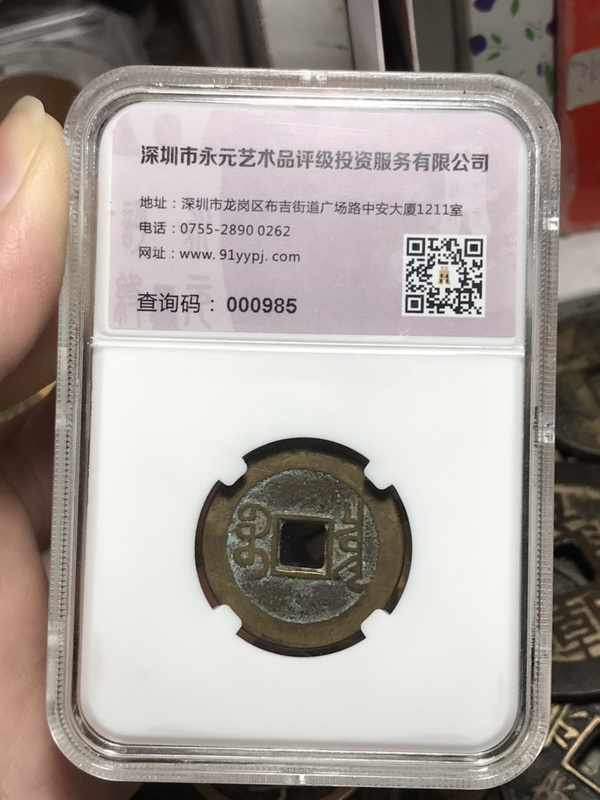 深圳市永元艺术品评级投资服务有限公司
地址：深圳市龙岗区布吉街道广场路中安大厦1211室
电话：0755-2890 0262
网址：www. 91yypj. com
查询码：000985